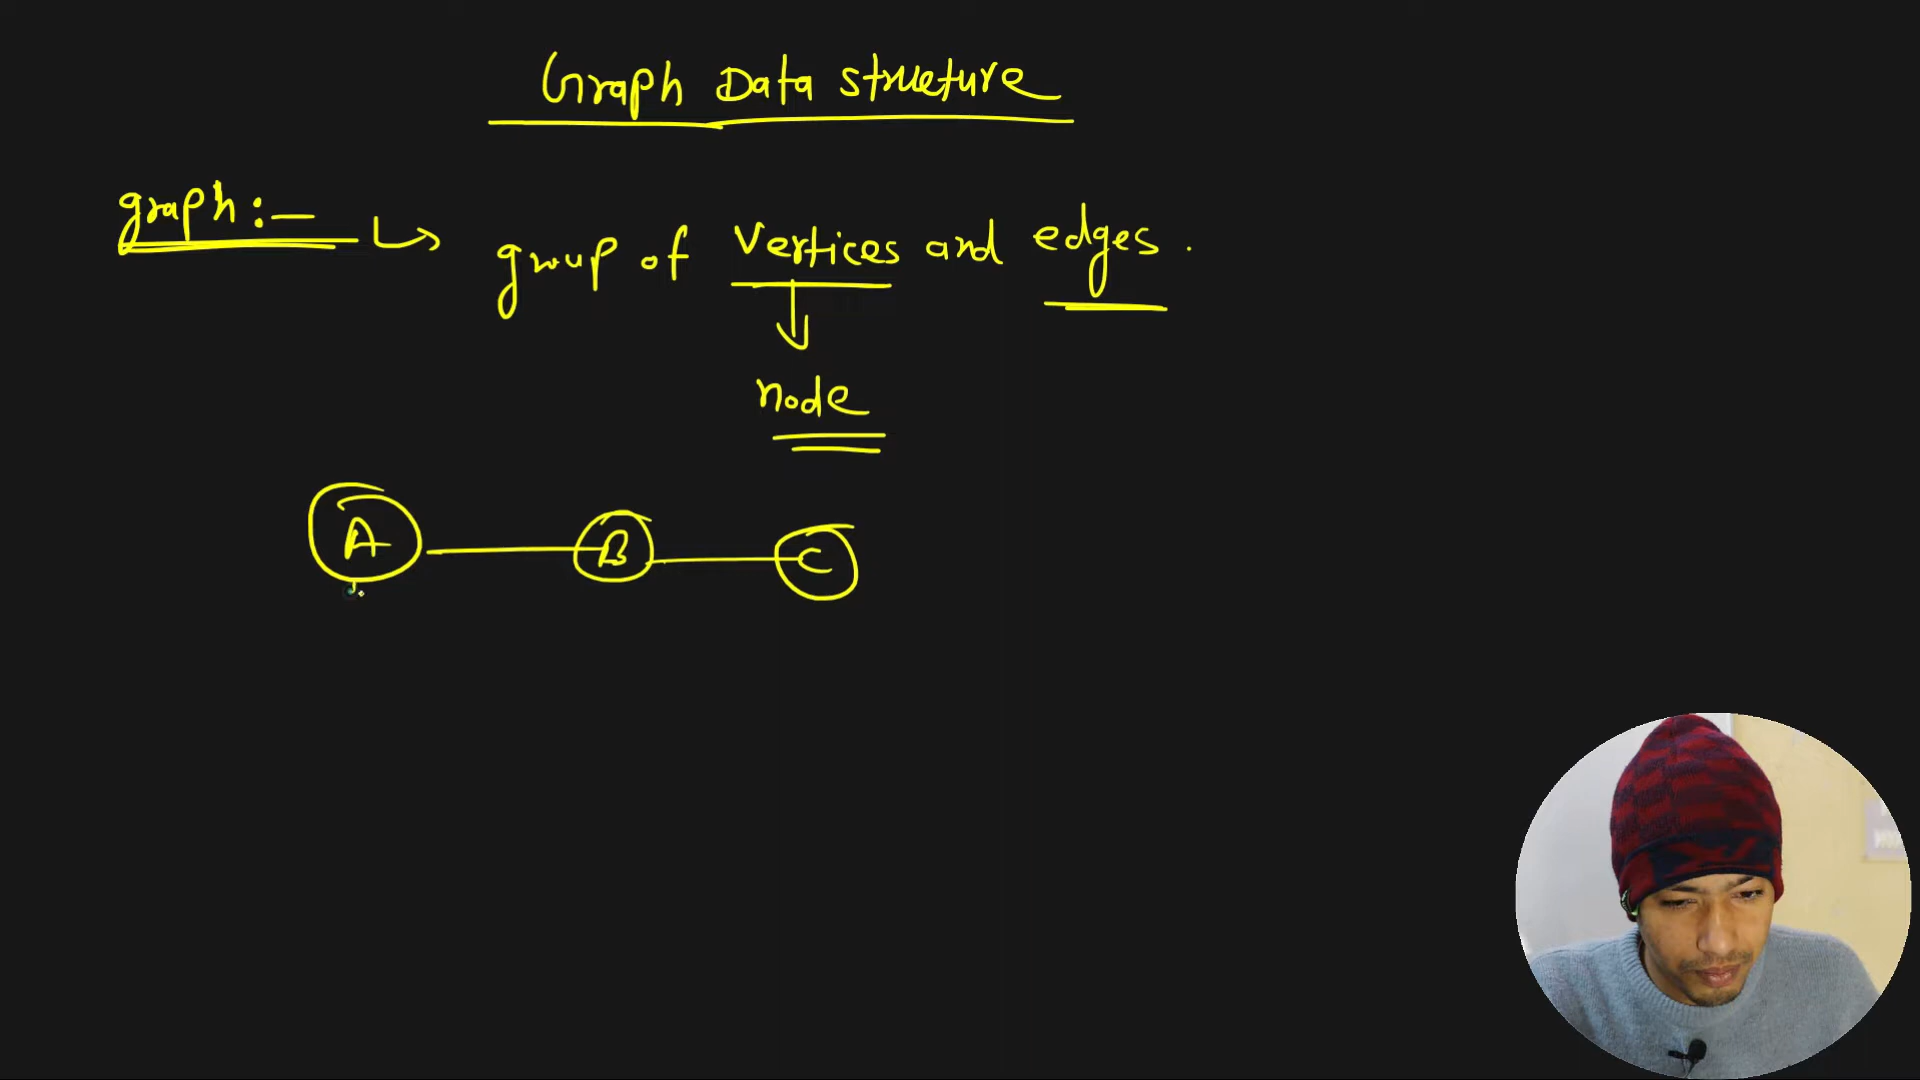 Graph Data structure
graph :—
group of vertices and edges .
node
A B C